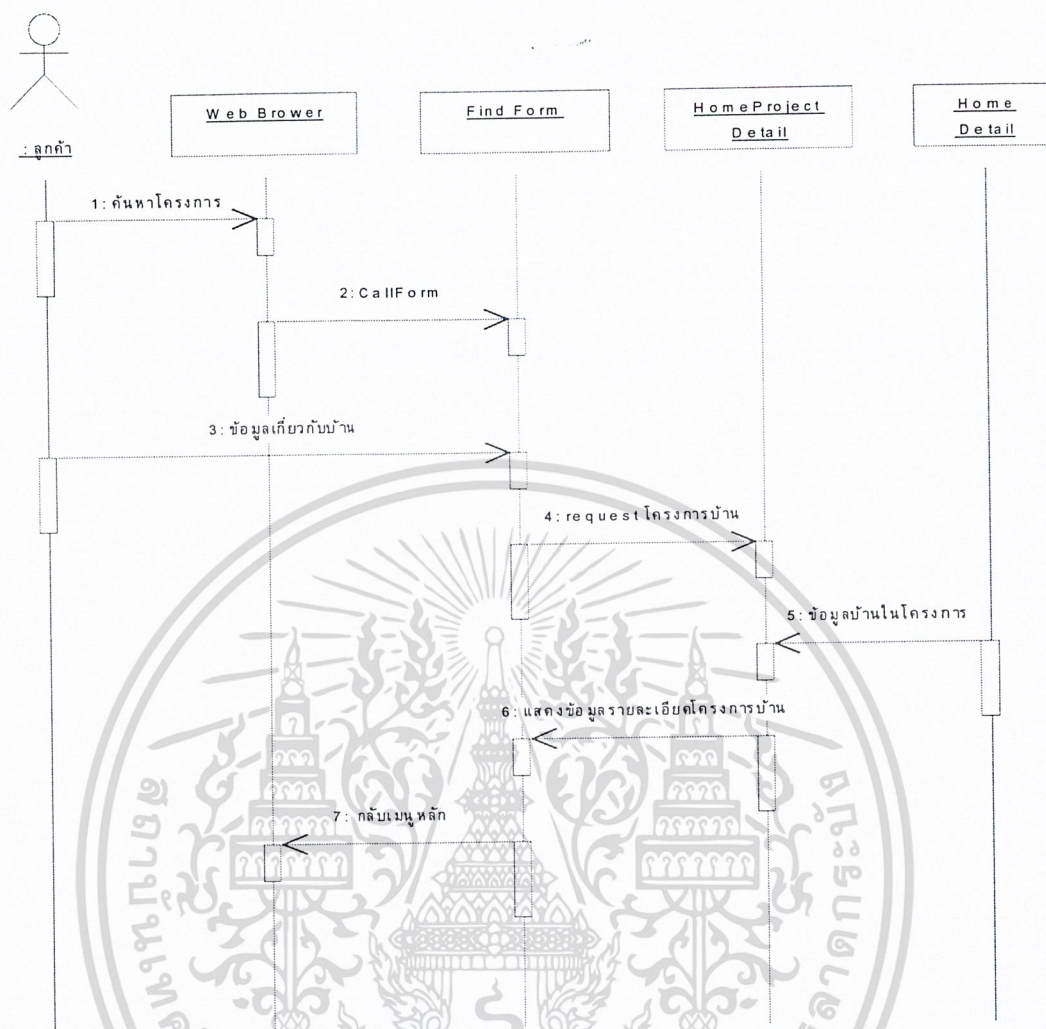 : ลูกค้า
Web Brower
Find Form
HomeProject
Detail
Home
Detail
1: ค้นหาโครงการ
2: CallForm
3: ข้อมูลเกี่ยวกับบ้าน
4: request โครงการบ้าน
5: ข้อมูลบ้านในโครงการ
6: แสดงข้อมูลรายละเอียดโครงการบ้าน
7: กลับเมนูหลัก